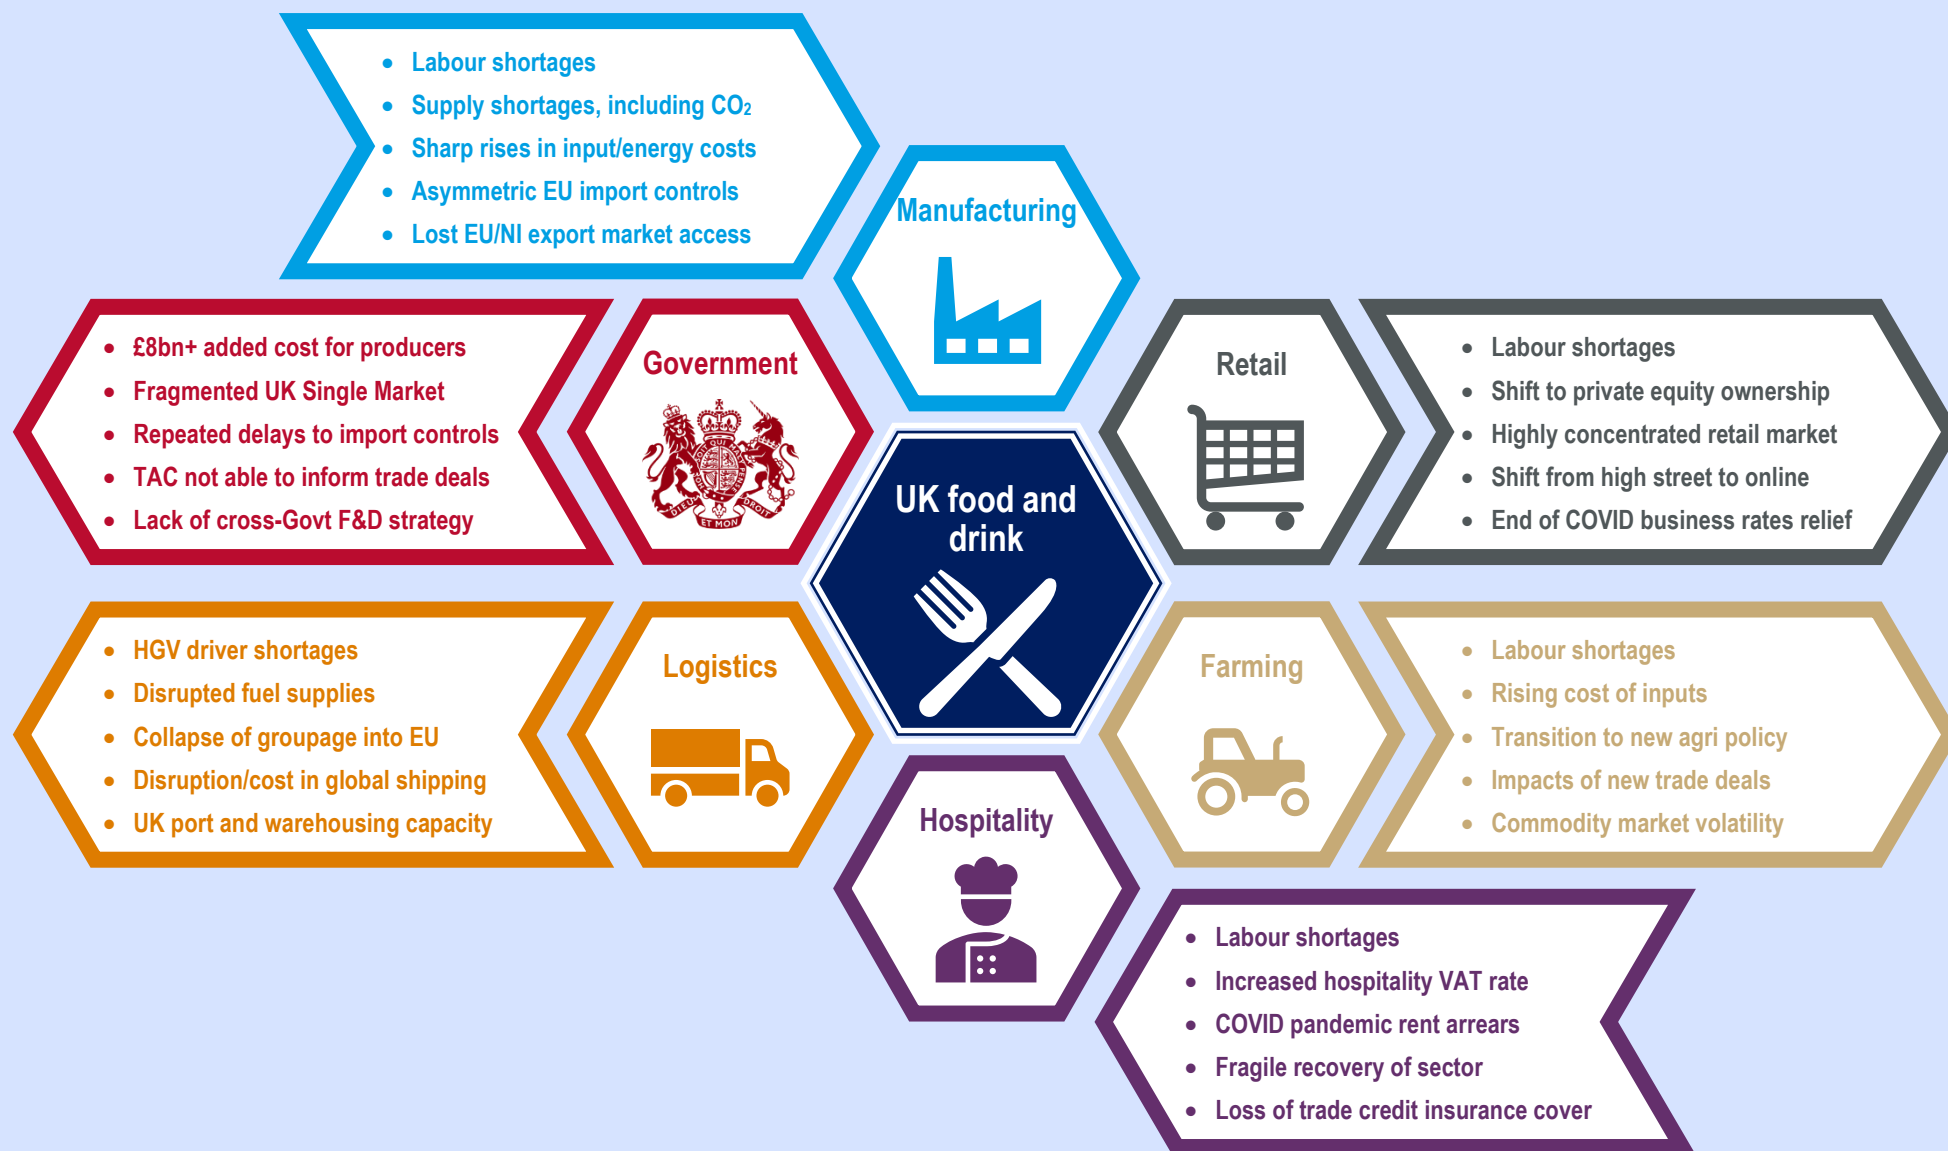 • Labour shortages
• Supply shortages, including CO₂
• Sharp rises in input/energy costs
• Asymmetric EU import controls
• Lost EU/NI export market access
Manufacturing
• £8bn+ added cost for producers
• Fragmented UK Single Market
• Repeated delays to import controls
• TAC not able to inform trade deals
• Lack of cross-Govt F&D strategy
Government
DIEU ET MON DROIT
Retail
• Labour shortages
• Shift to private equity ownership
• Highly concentrated retail market
• Shift from high street to online
• End of COVID business rates relief
UK food and
drink
• HGV driver shortages
• Disrupted fuel supplies
• Collapse of groupage into EU
• Disruption/cost in global shipping
• UK port and warehousing capacity
Logistics
Farming
• Labour shortages
• Rising cost of inputs
• Transition to new agri policy
• Impacts of new trade deals
• Commodity market volatility
Hospitality
• Labour shortages
• Increased hospitality VAT rate
• COVID pandemic rent arrears
• Fragile recovery of sector
• Loss of trade credit insurance cover